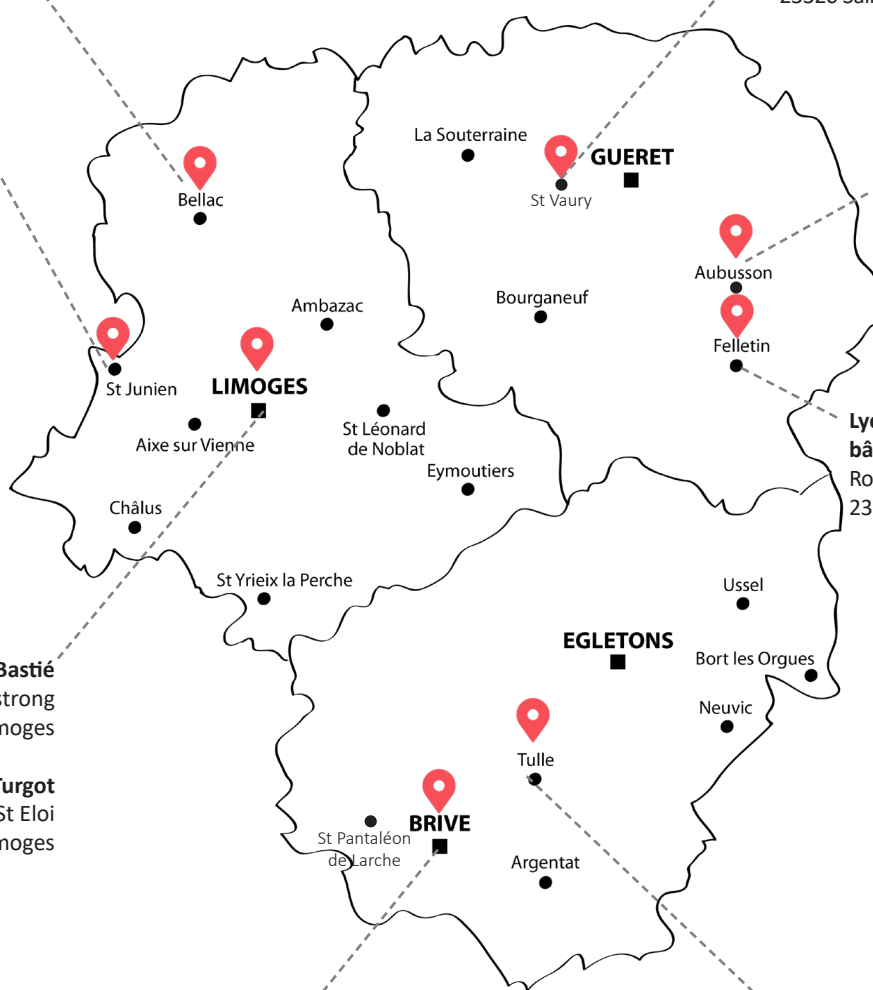 La Souterraine
GUERET
St Vaury
Bellac
Aubusson
Bourganeuf
Ambazac
Felletin
St Junien
LIMOGES
St Léonard
de Noblat
Aixe sur Vienne
Eymoutiers
Châlus
St Yrieix la Perche
Ussel
EGLETONS
Bort les Orgues
Neuvic
Tulle
BRIVE
St Pantaléon
de Larche
Argentat
Bastié
strong
moges
Turgot
St Eloi
moges
Ro
23